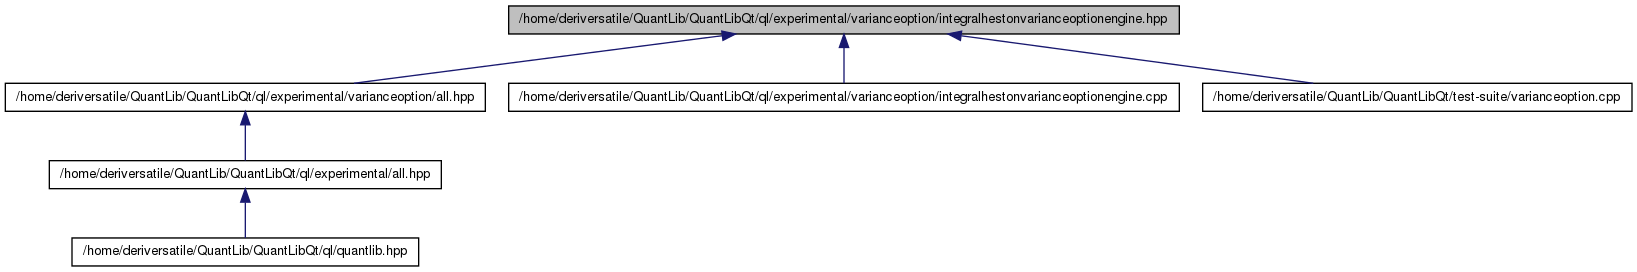 /home/deriversatile/QuantLib/QuantLibQt/ql/experimental/varianceoption/integralhestonvarianceoptionengine.hpp
/home/deriversatile/QuantLib/QuantLibQt/ql/experimental/varianceoption/all.hpp
/home/deriversatile/QuantLib/QuantLibQt/ql/experimental/varianceoption/integralhestonvarianceoptionengine.cpp
/home/deriversatile/QuantLib/QuantLibQt/test-suite/varianceoption.cpp
/home/deriversatile/QuantLib/QuantLibQt/ql/experimental/all.hpp
/home/deriversatile/QuantLib/QuantLibQt/ql/quantlib.hpp